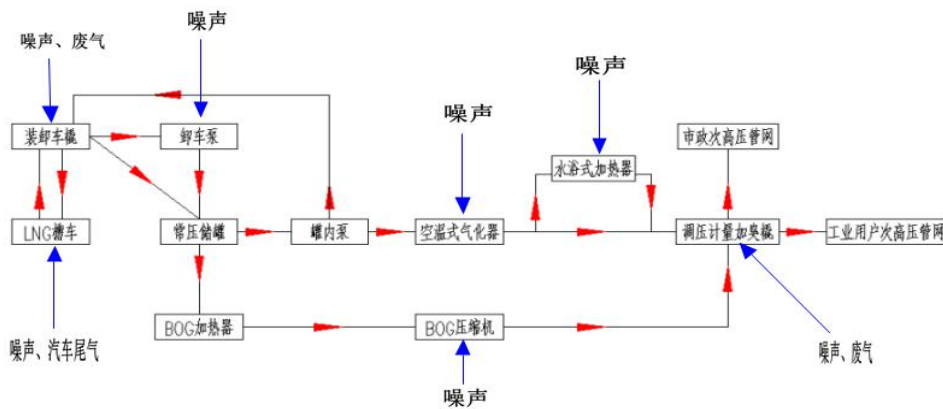 噪声、废气
噪声
噪声
噪声
装卸车橇
卸车泵
水浴式加热器
市政次高压管网
LNG槽车
常压储罐
罐内泵
空温式气化器
调压计量加臭橇
工业用户次高压管网
BOG加热器
BOG压缩机
噪声、汽车尾气
噪声、废气
噪声